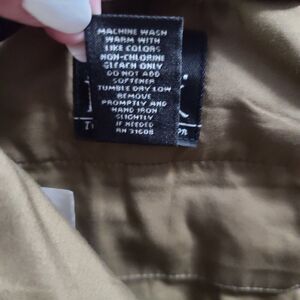 MACHINE WASH
WARM WITH
LIKE COLORS
NON-CHLORINE
BLEACH ONLY
DO NOT ADD
SOFTENER
TUMBLE DRY LOW
REMOVE
PROMPTLY AND
HAND IRON
SLIGHTLY
IF NEEDED
RN 31608